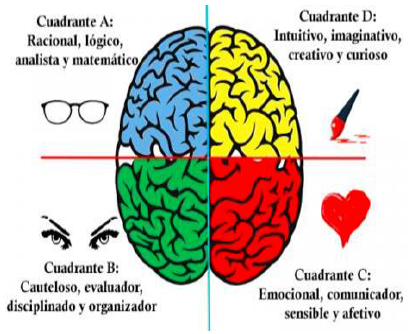 Cuadrante A:
Racional, lógico,
analista y matemático
Cuadrante D:
Intuitivo, imaginativo,
creativo y curioso
Cuadrante B:
Cauteloso, evaluador,
disciplinado y organizador
Cuadrante C:
Emocional, comunicador,
sensible y afetivo